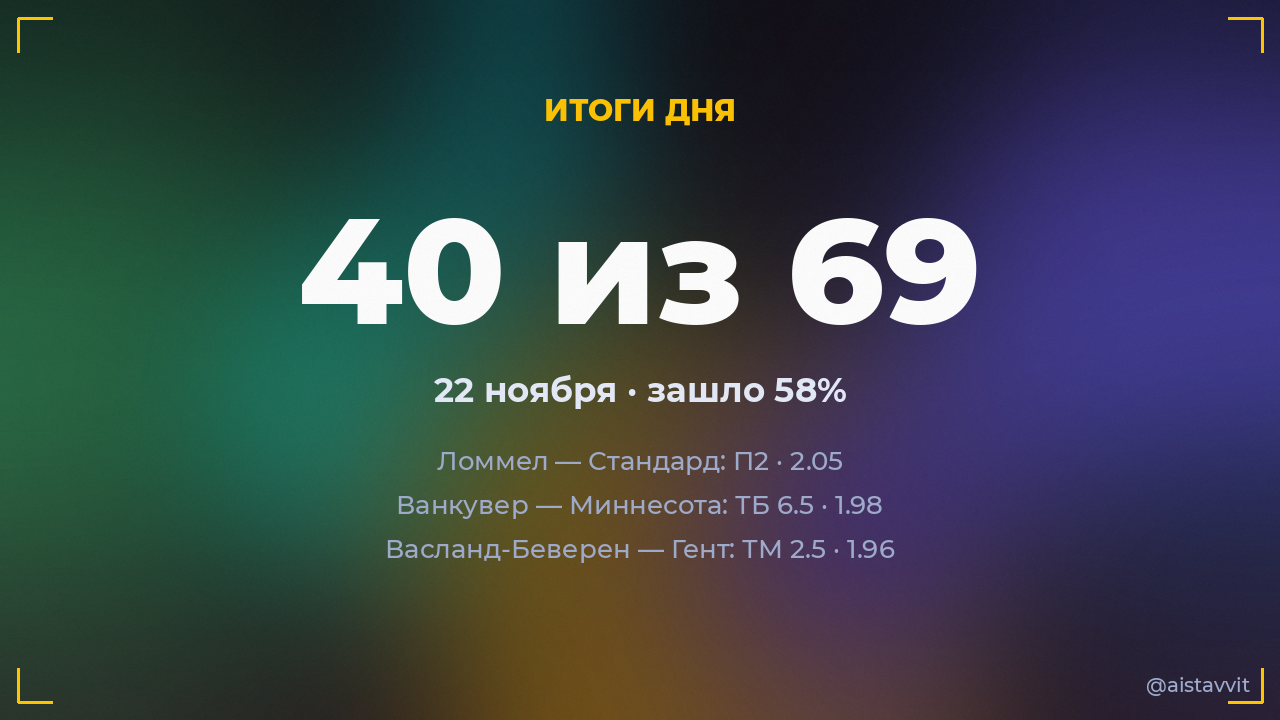 ИТОГИ ДНЯ
40 из 69
22 ноября · зашло 58%
Ломмел — Стандард: П2 · 2.05
Ванкувер — Миннесота: ТБ 6.5 · 1.98
Васланд-Беверен — Гент: ТМ 2.5 · 1.96
@aistavvit